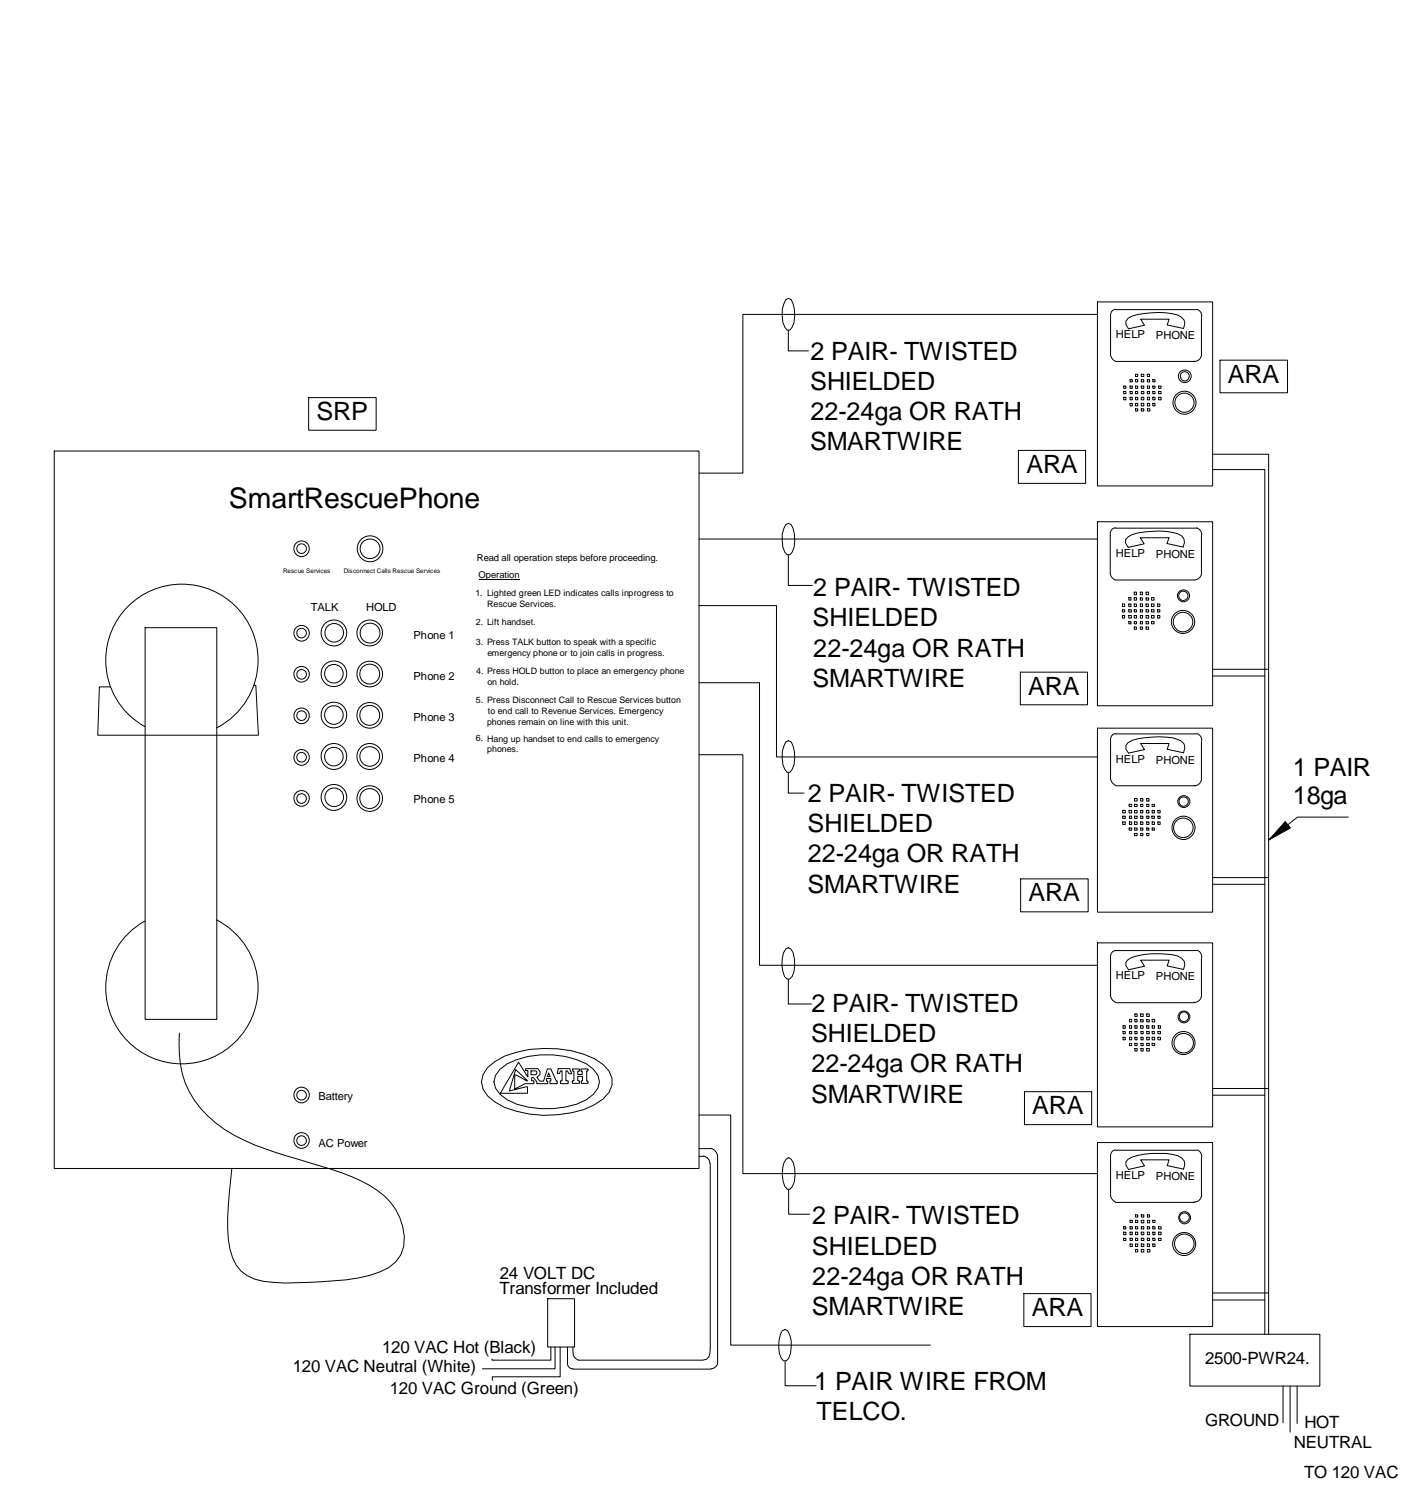 SRP
SmartRescuePhone
Rescue Services
Disconnect Calls Rescue Services
TALK HOLD
Phone 1
Phone 2
Phone 3
Phone 4
Phone 5
Read all operation steps before proceeding.
Operation
1. Lighted green LED indicates calls inprogress to
Rescue Services.
2. Lift handset.
3. Press TALK button to speak with a specific
emergency phone or to join calls in progress.
4. Press HOLD button to place an emergency phone
on hold.
5. Press Disconnect Call to Rescue Services button
to end call to Revenue Services. Emergency
phones remain on line with this unit.
6. Hang up handset to end calls to emergency
phones.
RATH
Battery
AC Power
24 VOLT DC
Transformer Included
120 VAC Hot (Black)
120 VAC Neutral (White)
120 VAC Ground (Green)
2 PAIR- TWISTED
SHIELDED
22-24ga OR RATH
SMARTWIRE
ARA
HELP PHONE
ARA
2 PAIR- TWISTED
SHIELDED
22-24ga OR RATH
SMARTWIRE
ARA
HELP PHONE
2 PAIR- TWISTED
SHIELDED
22-24ga OR RATH
SMARTWIRE
ARA
HELP PHONE
1 PAIR
18ga
2 PAIR- TWISTED
SHIELDED
22-24ga OR RATH
SMARTWIRE
ARA
HELP PHONE
2 PAIR- TWISTED
SHIELDED
22-24ga OR RATH
SMARTWIRE
ARA
HELP PHONE
1 PAIR WIRE FROM
TELCO.
2500-PWR24.
GROUND
HOT
NEUTRAL
TO 120 VAC